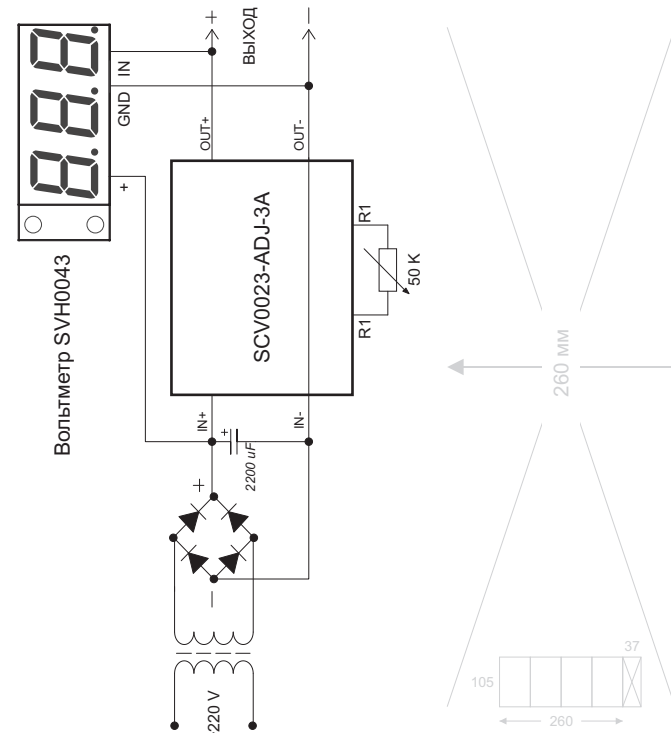 Вольтметр SVH0043
IN
GND
+
+
ВЫХОД
−
OUT+
OUT-
SCV0023-ADJ-3A
R1
50 K
R1
IN+
IN-
+
2200 uF
+
−
260 мм
37
105
260